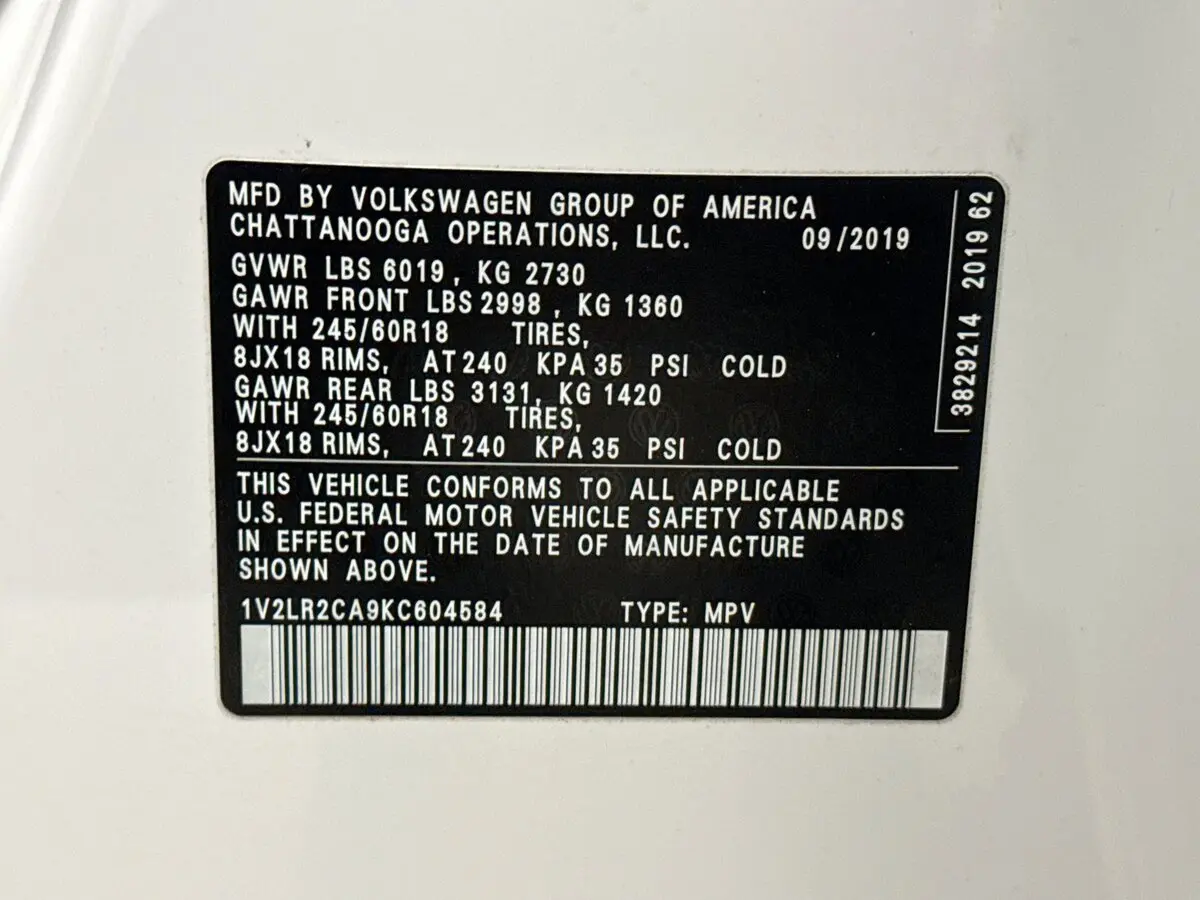 MFD BY VOLKSWAGEN GROUP OF AMERICA
CHATTANOOGA OPERATIONS, LLC. 09/2019
GVWR LBS 6019, KG 2730
GAWR FRONT LBS 2998, KG 1360
WITH 245/60R18 TIRES,
8JX18 RIMS, AT 240 KPA 35 PSI COLD
GAWR REAR LBS 3131, KG 1420
WITH 245/60R18 TIRES,
8JX18 RIMS, AT 240 KPA 35 PSI COLD
THIS VEHICLE CONFORMS TO ALL APPLICABLE
U.S. FEDERAL MOTOR VEHICLE SAFETY STANDARDS
IN EFFECT ON THE DATE OF MANUFACTURE
SHOWN ABOVE.
1V2LR2CA9KC604584 TYPE: MPV
3829214 2019 62